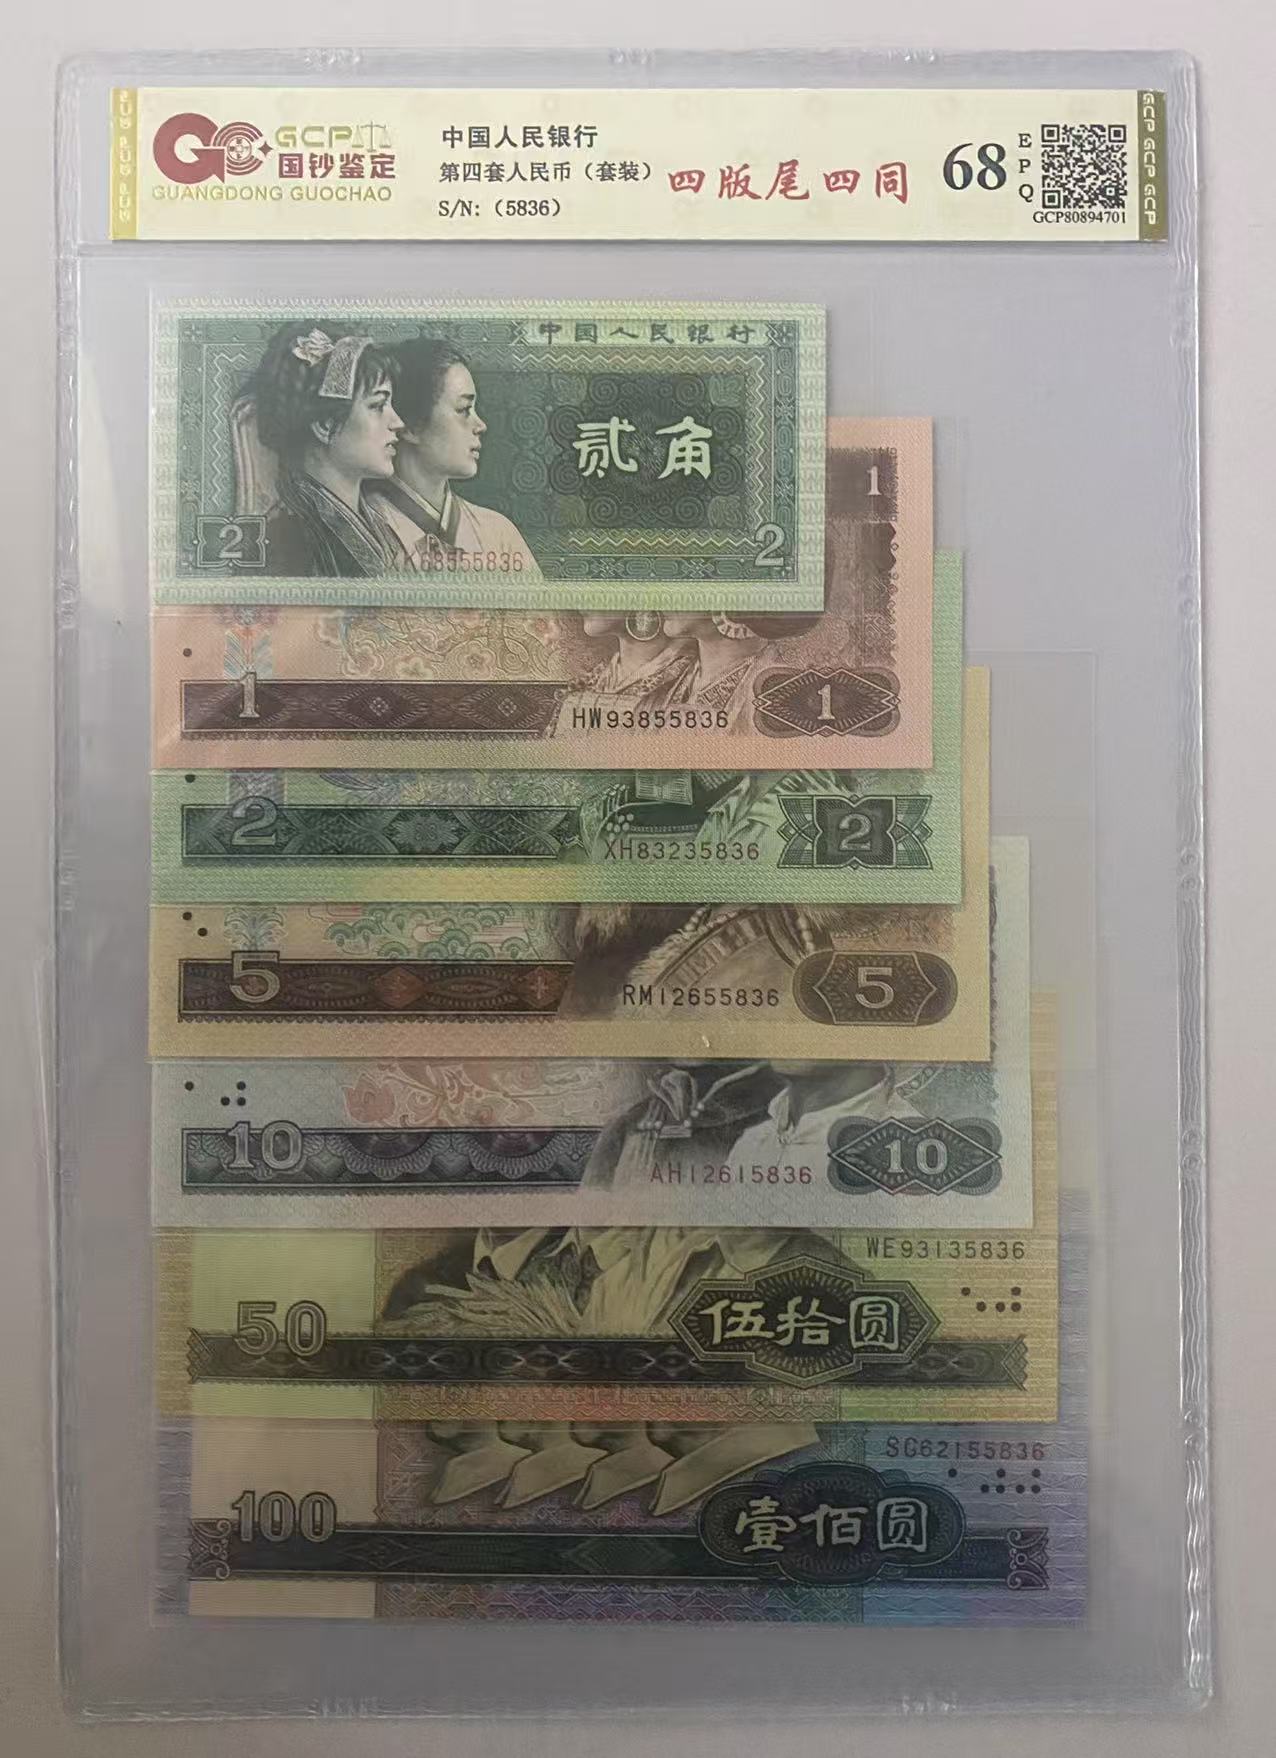 GCP
国钞鉴定
GUANGDONG GUOCHAO
中国人民银行
第四套人民币（套装）
S/N:（5836）
四版尾四同
68
EPQ
GCP80894701
GCP GCP GCP
中国人民银行
贰角
2
2
XK68555836
1
1
HW93855836
1
2
XH83235836
2
5
RM12655836
5
10
AH12615836
10
WE93135836
50
伍拾圆
SG62155836
100
壹佰圆